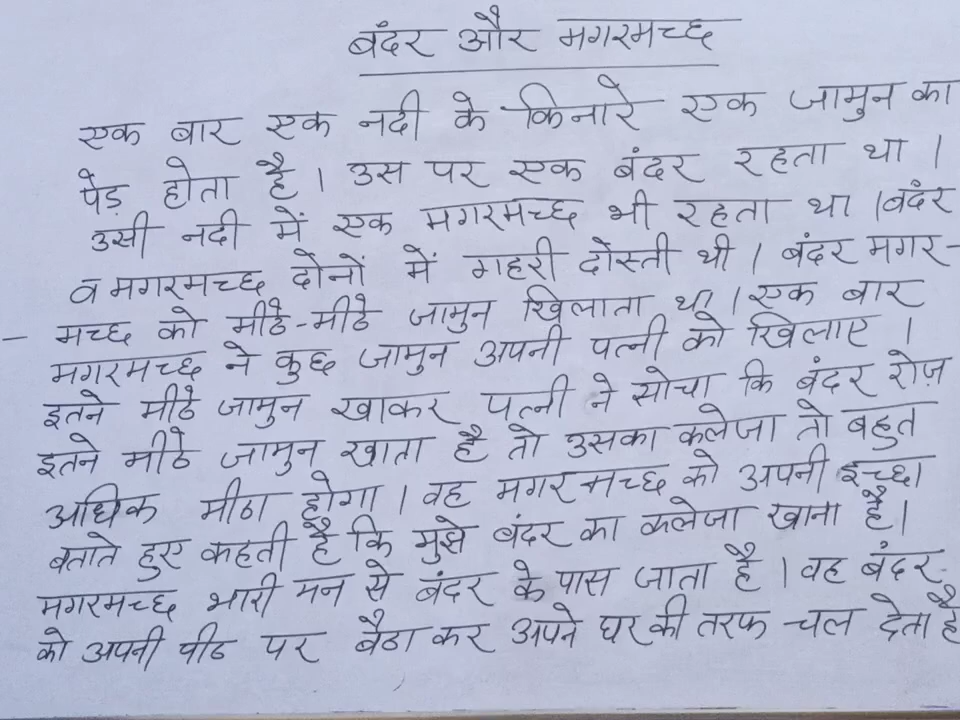 बंदर और मगरमच्छ
एक बार एक नदी के किनारे एक जामुन का
पेड़ होता है। उस पर एक बंदर रहता था।
उसी नदी में एक मगरमच्छ भी रहता था।बंदर
व मगरमच्छ दोनों में गहरी दोस्ती थी। बंदर मगर-
- मच्छ को मीठे-मीठे जामुन खिलाता था। एक बार
मगरमच्छ ने कुछ जामुन अपनी पत्नी को खिलाए।
इतने मीठे जामुन खाकर पत्नी ने सोचा कि बंदर रोज़
इतने मीठे जामुन खाता है तो उसका कलेजा तो बहुत
अधिक मीठा होगा। वह मगरमच्छ को अपनी इच्छा
बताते हुए कहती है कि मुझे बंदर का कलेजा खाना है।
मगरमच्छ भारी मन से बंदर के पास जाता है। वह बंदर
को अपनी पीठ पर बैठा कर अपने घर की तरफ चल देता है